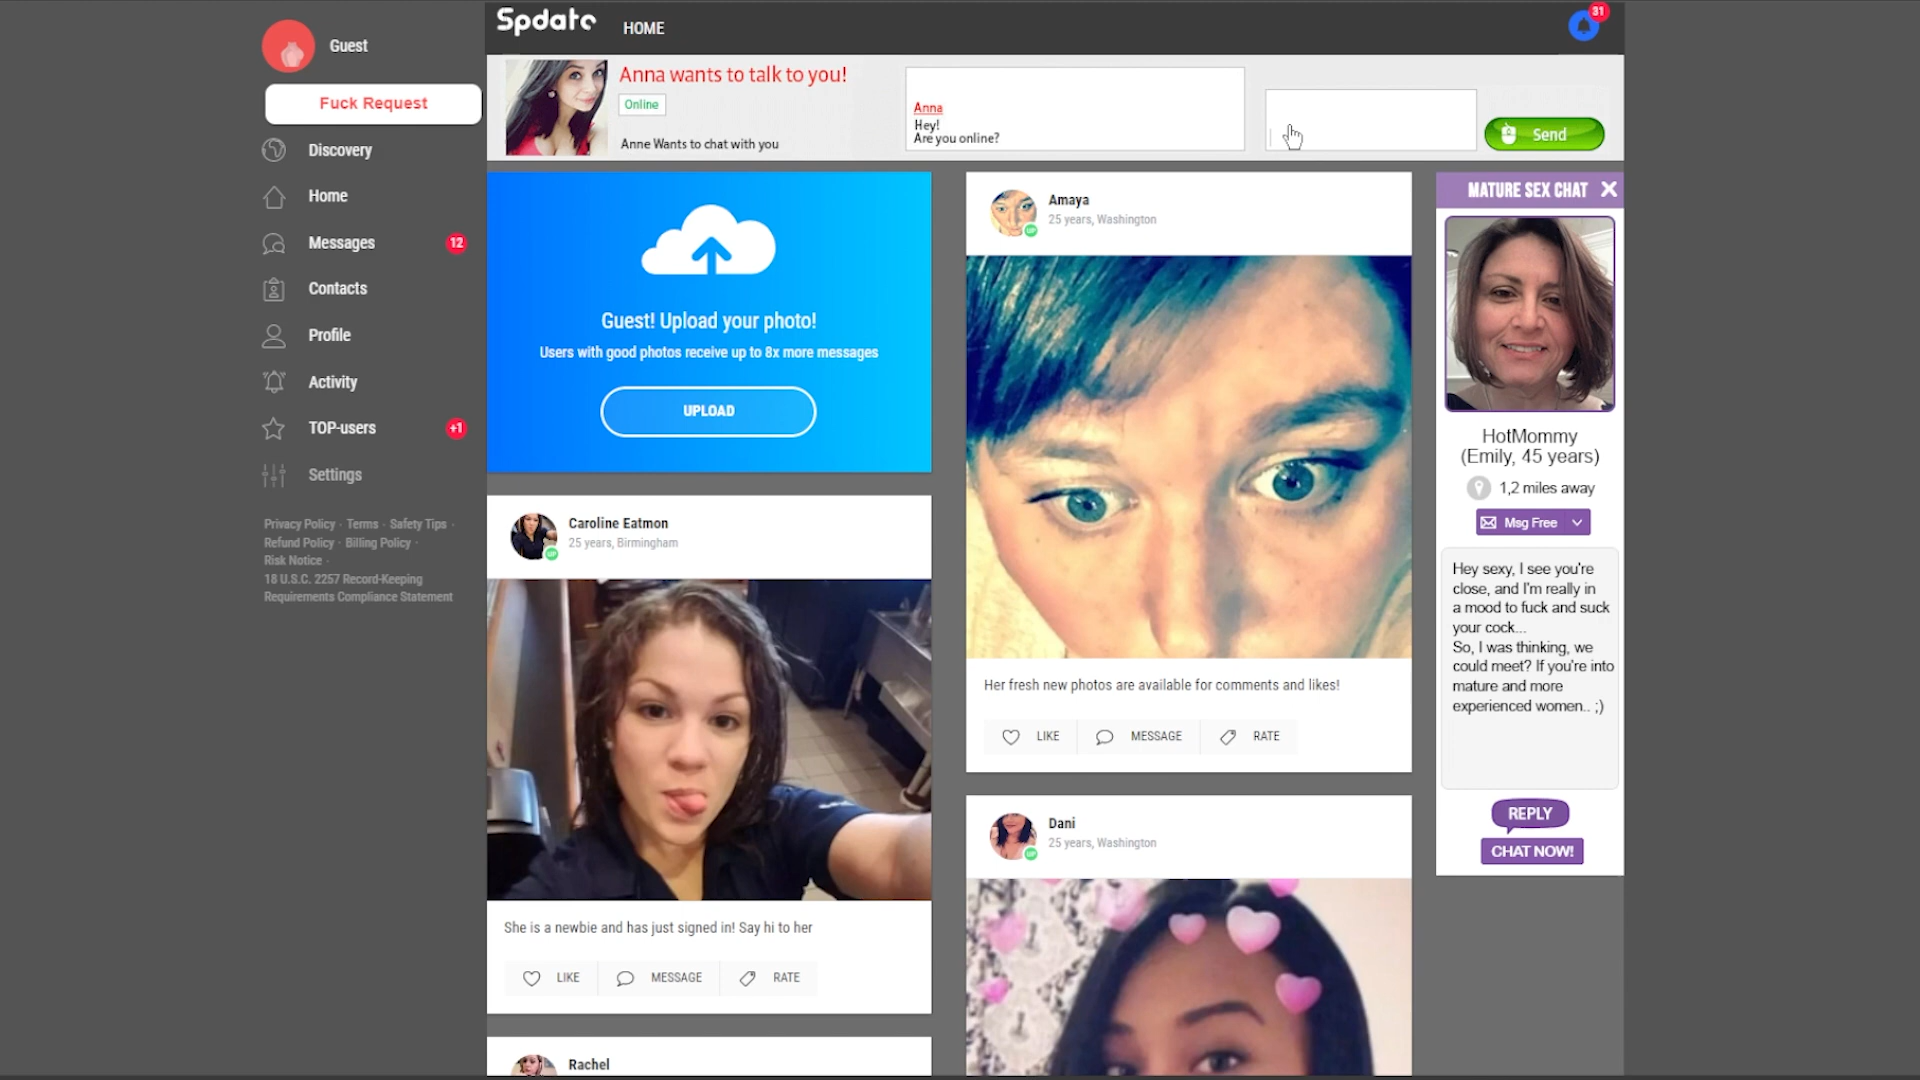 Guest
Fuck Request
Discovery
Home
Messages
12
Contacts
Profile
Activity
TOP-users
+1
Settings
Privacy Policy · Terms · Safety Tips ·
Refund Policy · Billing Policy ·
Risk Notice ·
18 U.S.C. 2257 Record-Keeping
Requirements Compliance Statement
Spdate
HOME
31
Anna wants to talk to you!
Online
Anne Wants to chat with you
Anna
Hey!
Are you online?
Send
Guest! Upload your photo!
Users with good photos receive up to 8x more messages
UPLOAD
Caroline Eatmon
25 years, Birmingham
UP
She is a newbie and has just signed in! Say hi to her
LIKE
MESSAGE
RATE
Rachel
Amaya
25 years, Washington
UP
Her fresh new photos are available for comments and likes!
LIKE
MESSAGE
RATE
Dani
25 years, Washington
UP
MATURE SEX CHAT
HotMommy
(Emily, 45 years)
1,2 miles away
Msg Free
Hey sexy, I see you're
close, and I'm really in
a mood to fuck and suck
your cock...
So, I was thinking, we
could meet? If you're into
mature and more
experienced women.. ;)
REPLY
CHAT NOW!